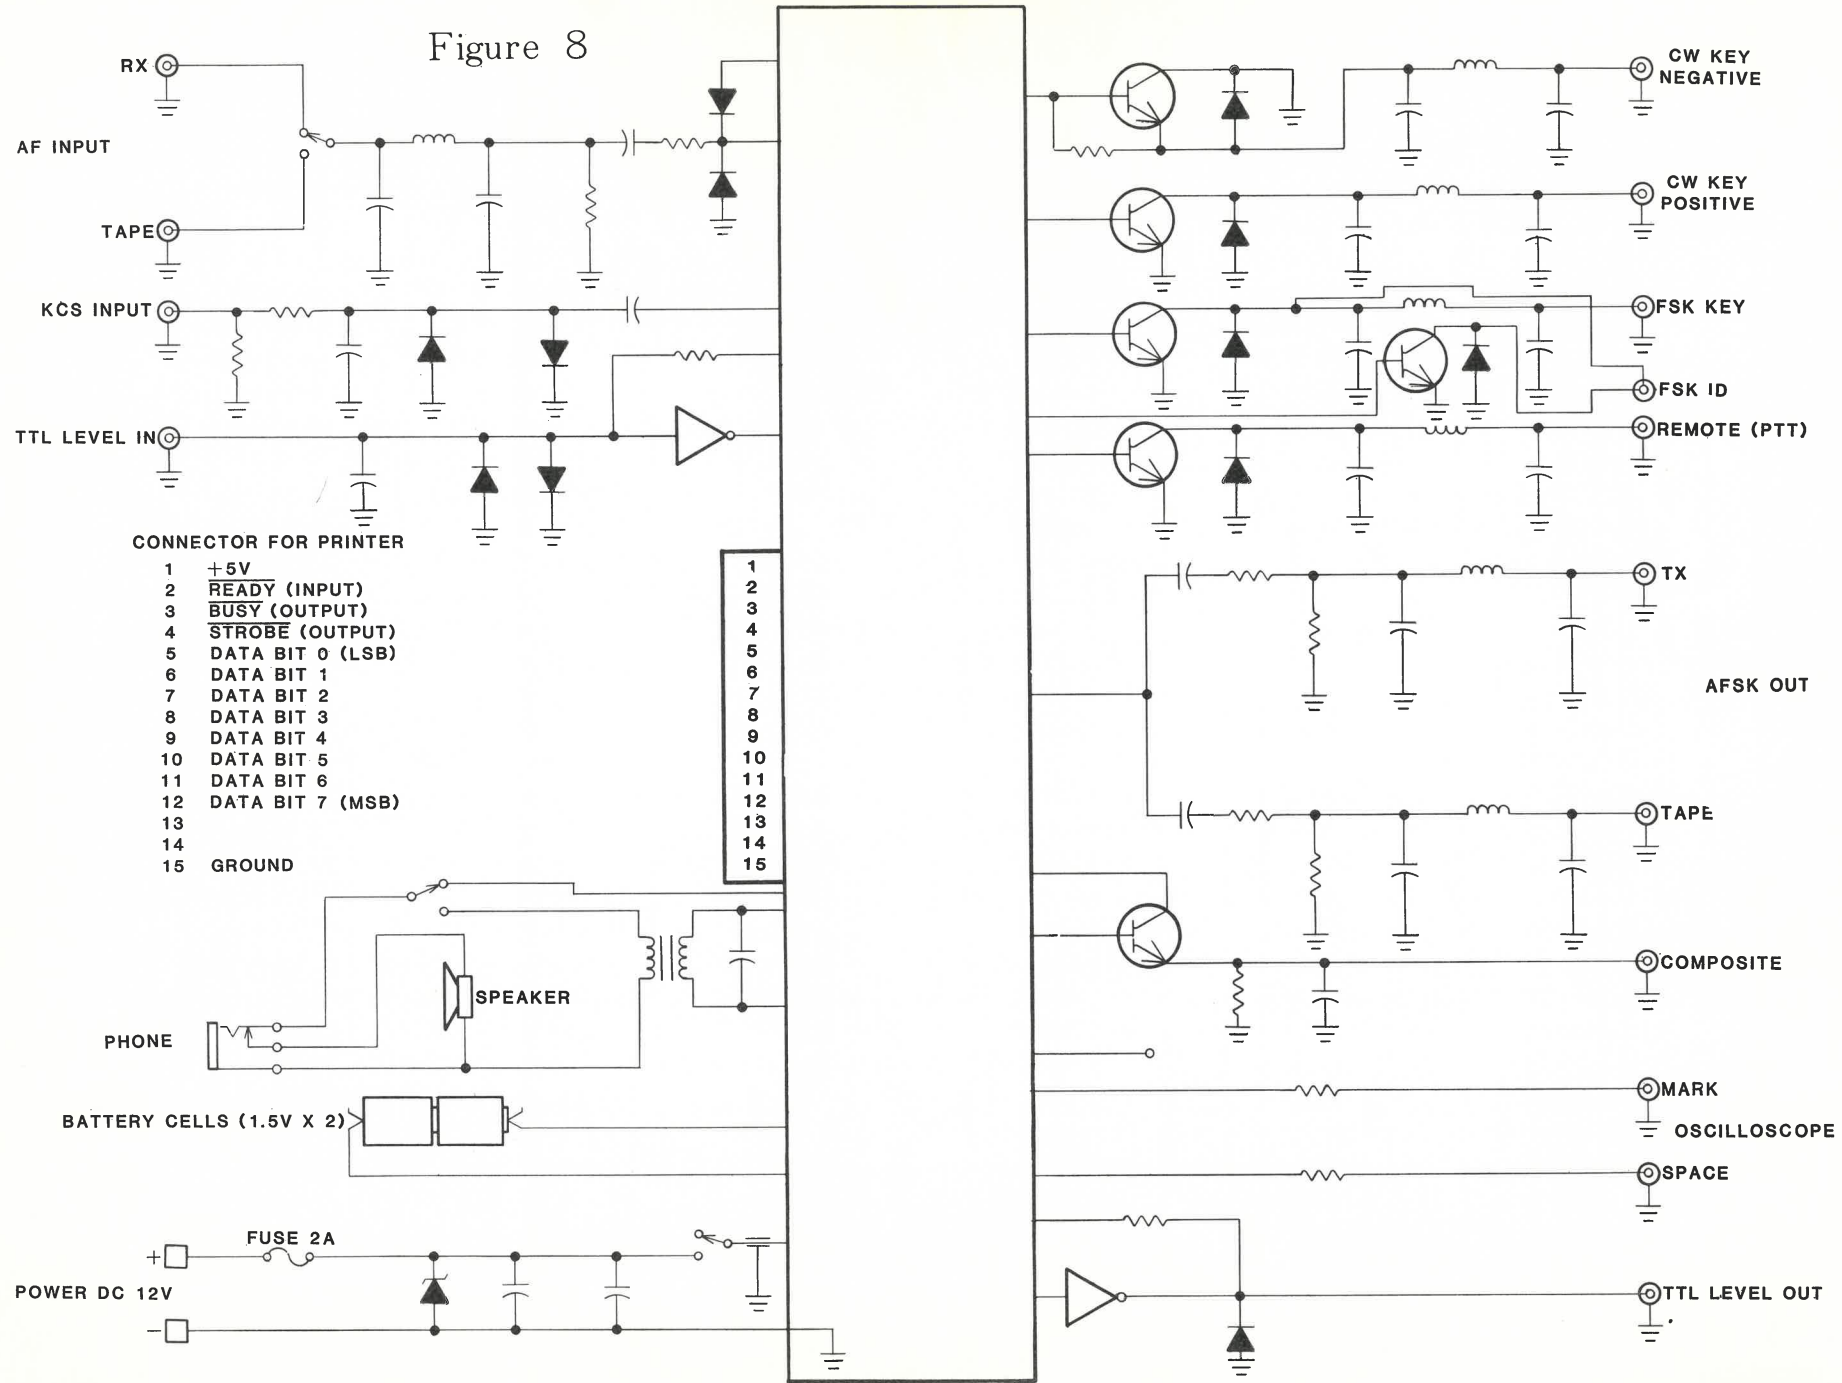 Figure 8
RX
AF INPUT
TAPE
KCS INPUT
TTL LEVEL IN
CONNECTOR FOR PRINTER
1 +5V
2 READY (INPUT)
3 BUSY (OUTPUT)
4 STROBE (OUTPUT)
5 DATA BIT 0 (LSB)
6 DATA BIT 1
7 DATA BIT 2
8 DATA BIT 3
9 DATA BIT 4
10 DATA BIT 5
11 DATA BIT 6
12 DATA BIT 7 (MSB)
13
14
15 GROUND
1
2
3
4
5
6
7
8
9
10
11
12
13
14
15
SPEAKER
PHONE
BATTERY CELLS (1.5V X 2)
+
FUSE 2A
POWER DC 12V
−
CW KEY
NEGATIVE
CW KEY
POSITIVE
FSK KEY
FSK ID
REMOTE (PTT)
TX
AFSK OUT
TAPE
COMPOSITE
MARK
OSCILLOSCOPE
SPACE
TTL LEVEL OUT